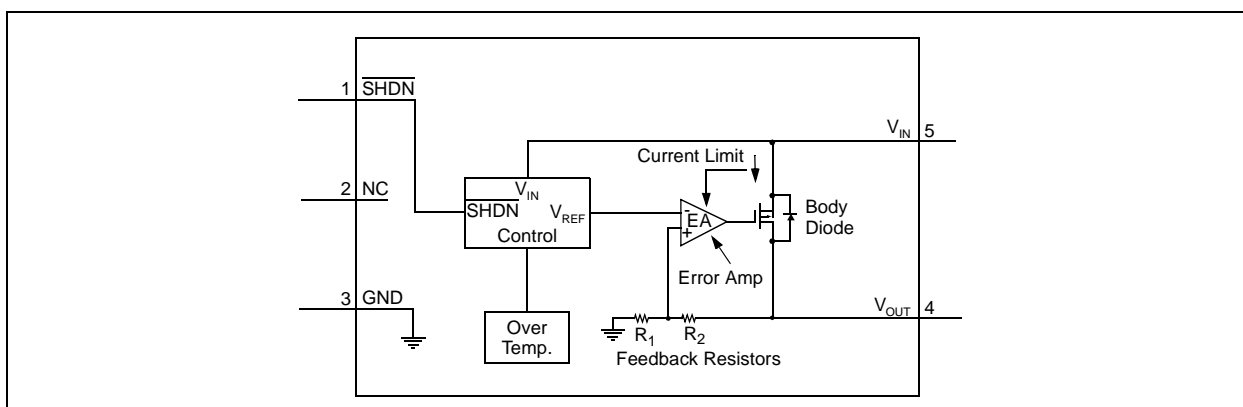 1 SHDN
V_IN 5
Current Limit
2 NC
V_IN
SHDN V_REF
Control
-
EA
+
Body
Diode
Error Amp
3 GND
V_OUT 4
Over
Temp.
R_1 R_2
Feedback Resistors